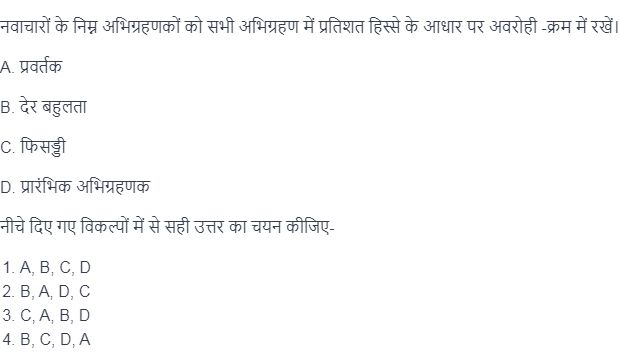 नवाचारों के निम्न अभिग्रहणकों को सभी अभिग्रहण में प्रतिशत हिस्से के आधार पर अवरोही -क्रम में रखें।
A. प्रवर्तक
B. देर बहुलता
C. फिसड्डी
D. प्रारंभिक अभिग्रहणक
नीचे दिए गए विकल्पों में से सही उत्तर का चयन कीजिए-
1. A, B, C, D
2. B, A, D, C
3. C, A, B, D
4. B, C, D, A